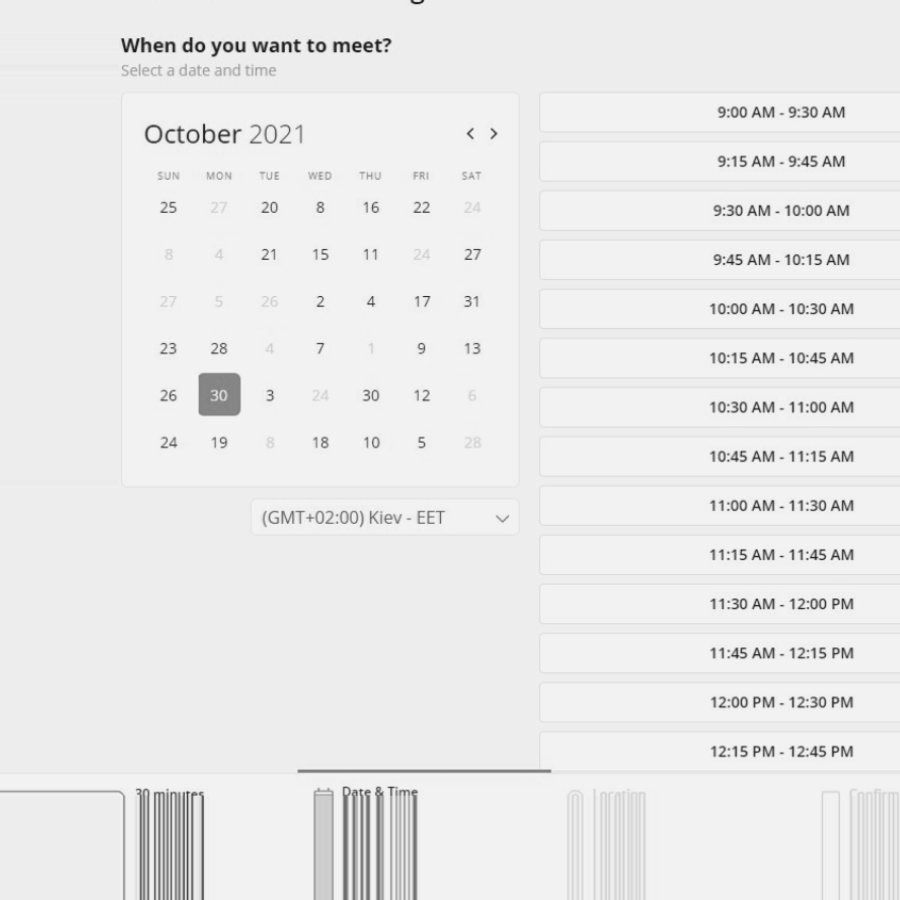 When do you want to meet?
Select a date and time
October 2021
SUN MON TUE WED THU FRI SAT
25 27 20 8 16 22 24
8 4 21 15 11 24 27
27 5 26 2 4 17 31
23 28 4 7 1 9 13
26 30 3 24 30 12 6
24 19 8 18 10 5 28
(GMT+02:00) Kiev - EET
9:00 AM - 9:30 AM
9:15 AM - 9:45 AM
9:30 AM - 10:00 AM
9:45 AM - 10:15 AM
10:00 AM - 10:30 AM
10:15 AM - 10:45 AM
10:30 AM - 11:00 AM
10:45 AM - 11:15 AM
11:00 AM - 11:30 AM
11:15 AM - 11:45 AM
11:30 AM - 12:00 PM
11:45 AM - 12:15 PM
12:00 PM - 12:30 PM
12:15 PM - 12:45 PM
30 minutes
Date & Time
Location
Confirm